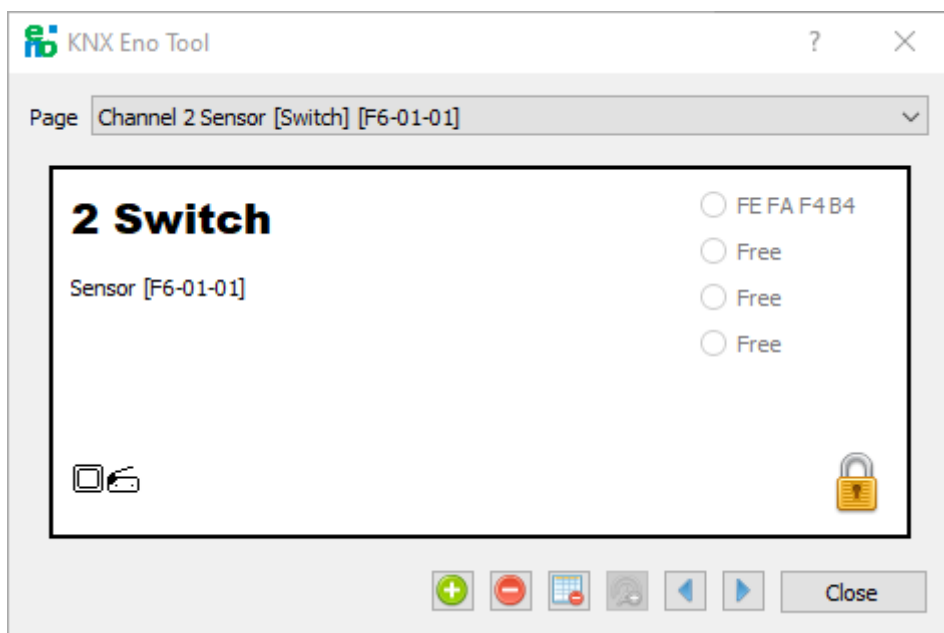 eno
KNX Eno Tool
?
Page
Channel 2 Sensor [Switch] [F6-01-01]
2 Switch
Sensor [F6-01-01]
FE FA F4 B4
Free
Free
Free
Close